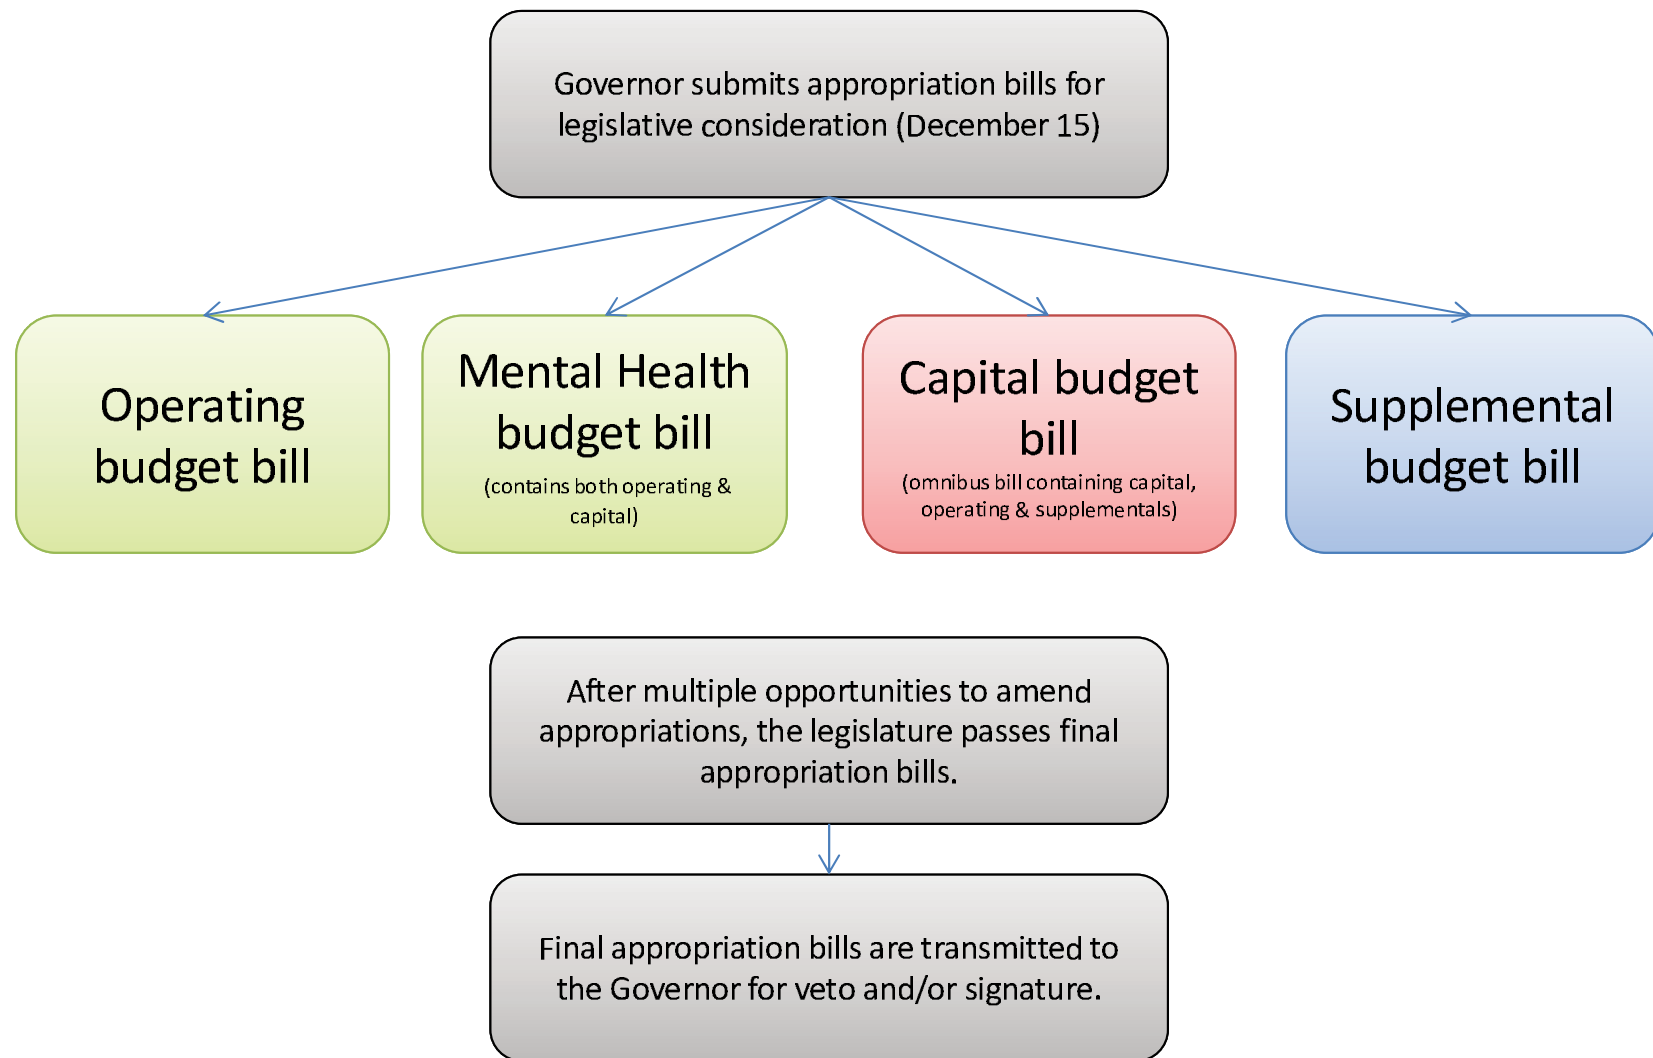 Governor submits appropriation bills for
legislative consideration (December 15)
Operating
budget bill
Mental Health
budget bill
(contains both operating &
capital)
Capital budget
bill
(omnibus bill containing capital,
operating & supplementals)
Supplemental
budget bill
After multiple opportunities to amend
appropriations, the legislature passes final
appropriation bills.
Final appropriation bills are transmitted to
the Governor for veto and/or signature.